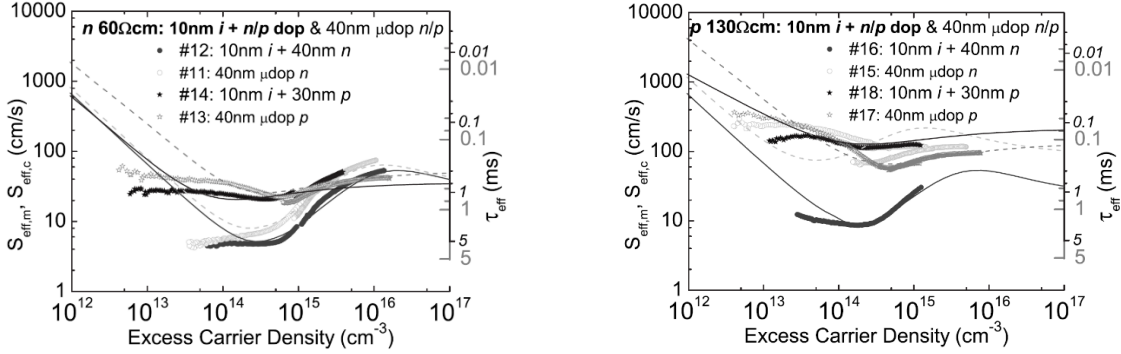 n 60Ωcm: 10nm i + n/p dop & 40nm μdop n/p
#12: 10nm i + 40nm n
#11: 40nm μdop n
#14: 10nm i + 30nm p
#13: 40nm μdop p
10000
1000
100
10
1
S_eff,m, S_eff,c (cm/s)
0.01
0.01
0.1
0.1
1
1
5
5
τ_eff (ms)
10^12 10^13 10^14 10^15 10^16 10^17
Excess Carrier Density (cm^-3)
p 130Ωcm: 10nm i + n/p dop & 40nm μdop n/p
#16: 10nm i + 40nm n
#15: 40nm μdop n
#18: 10nm i + 30nm p
#17: 40nm μdop p
10000
1000
100
10
1
S_eff,m, S_eff,c (cm/s)
0.01
0.01
0.1
0.1
1
1
5
5
τ_eff (ms)
10^12 10^13 10^14 10^15 10^16 10^17
Excess Carrier Density (cm^-3)